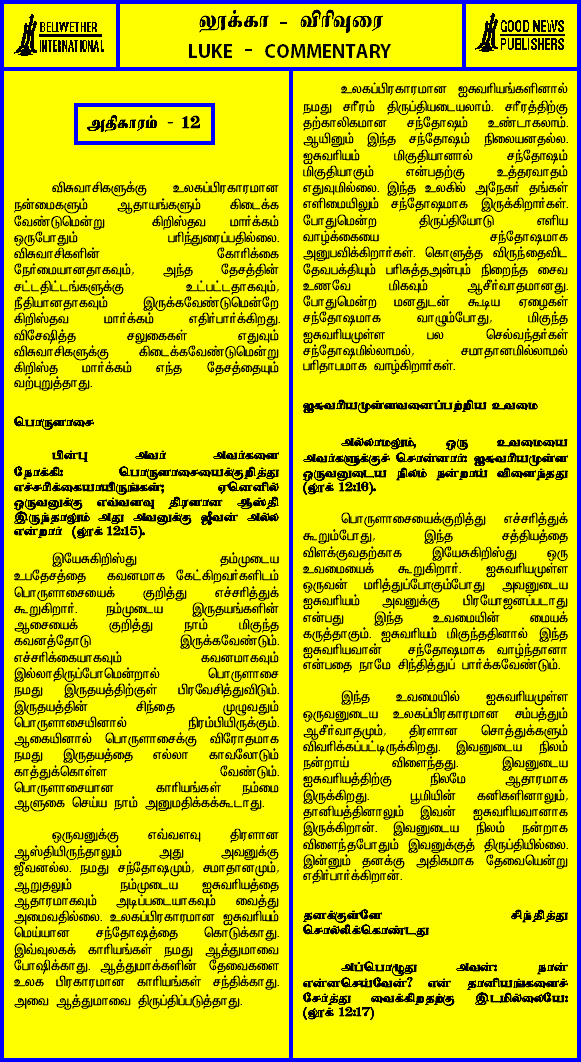 BELLWETHER
INTERNATIONAL
லூக்கா - விரிவுரை
LUKE - COMMENTARY
GOOD NEWS
PUBLISHERS
அதிகாரம் - 12
விசுவாசிகளுக்கு உலகப்பிரகாரமான
நன்மைகளும் ஆதாயங்களும் கிடைக்க
வேண்டுமென்று கிறிஸ்தவ மார்க்கம்
ஒருபோதும் பரிந்துரைப்பதில்லை.
விசுவாசிகளின் கோரிக்கை
நேர்மையானதாகவும், அந்த தேசத்தின்
சட்டதிட்டங்களுக்கு உட்பட்டதாகவும்,
நீதியானதாகவும் இருக்கவேண்டுமென்றே
கிறிஸ்தவ மார்க்கம் எதிர்பார்க்கிறது.
விசேஷித்த சலுகைகள் எதுவும்
விசுவாசிகளுக்கு கிடைக்கவேண்டுமென்று
கிறிஸ்த மார்க்கம் எந்த தேசத்தையும்
வற்புறுத்தாது.
பொருளாசை
பின்பு அவர் அவர்களை
நோக்கி: பொருளாசையைக்குறித்து
எச்சரிக்கையாயிருங்கள்; ஏனெனில்
ஒருவனுக்கு எவ்வளவு திரளான ஆஸ்தி
இருந்தாலும் அது அவனுக்கு ஜீவன் அல்ல
என்றார் (லூக் 12:15).
இயேசுகிறிஸ்து தம்முடைய
உபதேசத்தை கவனமாக கேட்கிறவர்களிடம்
பொருளாசையைக் குறித்து எச்சரித்துக்
கூறுகிறார். நம்முடைய இருதயங்களின்
ஆசையைக் குறித்து நாம் மிகுந்த
கவனத்தோடு இருக்கவேண்டும்.
எச்சரிக்கையாகவும் கவனமாகவும்
இல்லாதிருப்போமென்றால் பொருளாசை
நமது இருதயத்திற்குள் பிரவேசித்துவிடும்.
இருதயத்தின் சிந்தை முழுவதும்
பொருளாசையினால் நிரம்பியிருக்கும்.
ஆகையினால் பொருளாசைக்கு விரோதமாக
நமது இருதயத்தை எல்லா காவலோடும்
காத்துக்கொள்ள வேண்டும்.
பொருளாசையான காரியங்கள் நம்மை
ஆளுகை செய்ய நாம் அனுமதிக்கக்கூடாது.
ஒருவனுக்கு எவ்வளவு திரளான
ஆஸ்தியிருந்தாலும் அது அவனுக்கு
ஜீவனல்ல. நமது சந்தோஷமும், சமாதானமும்,
ஆறுதலும் நம்முடைய ஐசுவரியத்தை
ஆதாரமாகவும் அடிப்படையாகவும் வைத்து
அமைவதில்லை. உலகப்பிரகாரமான ஐசுவரியம்
மெய்யான சந்தோஷத்தை கொடுக்காது.
இவ்வுலகக் காரியங்கள் நமது ஆத்துமாவை
போஷிக்காது. ஆத்துமாக்களின் தேவைகளை
உலக பிரகாரமான காரியங்கள் சந்திக்காது.
அவை ஆத்துமாவை திருப்திப்படுத்தாது.
உலகப்பிரகாரமான ஐசுவரியங்களினால்
நமது சரீரம் திருப்தியடையலாம். சரீரத்திற்கு
தற்காலிகமான சந்தோஷம் உண்டாகலாம்.
ஆயினும் இந்த சந்தோஷம் நிலையானதல்ல.
ஐசுவரியம் மிகுதியானால் சந்தோஷம்
மிகுதியாகும் என்பதற்கு உத்தரவாதம்
எதுவுமில்லை. இந்த உலகில் அநேகர் தங்கள்
எளிமையிலும் சந்தோஷமாக இருக்கிறார்கள்.
போதுமென்ற திருப்தியோடு எளிய
வாழ்க்கையை சந்தோஷமாக
அனுபவிக்கிறார்கள். கொளுத்த விருந்தைவிட
தேவபக்தியும் பரிசுத்தஅன்பும் நிறைந்த சைவ
உணவே மிகவும் ஆசீர்வாதமானது.
போதுமென்ற மனதுடன் கூடிய ஏழைகள்
சந்தோஷமாக வாழும்போது, மிகுந்த
ஐசுவரியமுள்ள பல செல்வந்தர்கள்
சந்தோஷமில்லாமல், சமாதானமில்லாமல்
பரிதாபமாக வாழ்கிறார்கள்.
ஐசுவரியமுள்ளவனைப்பற்றிய உவமை
அல்லாமலும், ஒரு உவமையை
அவர்களுக்குச் சொன்னார்: ஐசுவரியமுள்ள
ஒருவனுடைய நிலம் நன்றாய் விளைந்தது
(லூக் 12:16).
பொருளாசையைக்குறித்து எச்சரித்துக்
கூறும்போது, இந்த சத்தியத்தை
விளக்குவதற்காக இயேசுகிறிஸ்து ஒரு
உவமையைக் கூறுகிறார். ஐசுவரியமுள்ள
ஒருவன் மரித்துப்போகும்போது அவனுடைய
ஐசுவரியம் அவனுக்கு பிரயோஜனப்படாது
என்பது இந்த உவமையின் மையக்
கருத்தாகும். ஐசுவரியம் மிகுந்ததினால் இந்த
ஐசுவரியவான் சந்தோஷமாக வாழ்ந்தானா
என்பதை நாமே சிந்தித்துப் பார்க்கவேண்டும்.
இந்த உவமையில் ஐசுவரியமுள்ள
ஒருவனுடைய உலகப்பிரகாரமான சம்பத்தும்
ஆசீர்வாதமும், திரளான சொத்துக்களும்
விவரிக்கப்பட்டிருக்கிறது. இவனுடைய நிலம்
நன்றாய் விளைந்தது. இவனுடைய
ஐசுவரியத்திற்கு நிலமே ஆதாரமாக
இருக்கிறது. பூமியின் கனிகளினாலும்,
தானியத்தினாலும் இவன் ஐசுவரியவானாக
இருக்கிறான். இவனுடைய நிலம் நன்றாக
விளைந்தபோதும் இவனுக்குத் திருப்தியில்லை.
இன்னும் தனக்கு அதிகமாக தேவையென்று
எதிர்பார்க்கிறான்.
தனக்குள்ளே சிந்தித்து
சொல்லிக்கொண்டது
அப்பொழுது அவன்: நான்
என்னசெய்வேன்? என் தானியங்களைச்
சேர்த்து வைக்கிறதற்கு இடமில்லையே;
(லூக் 12:17)